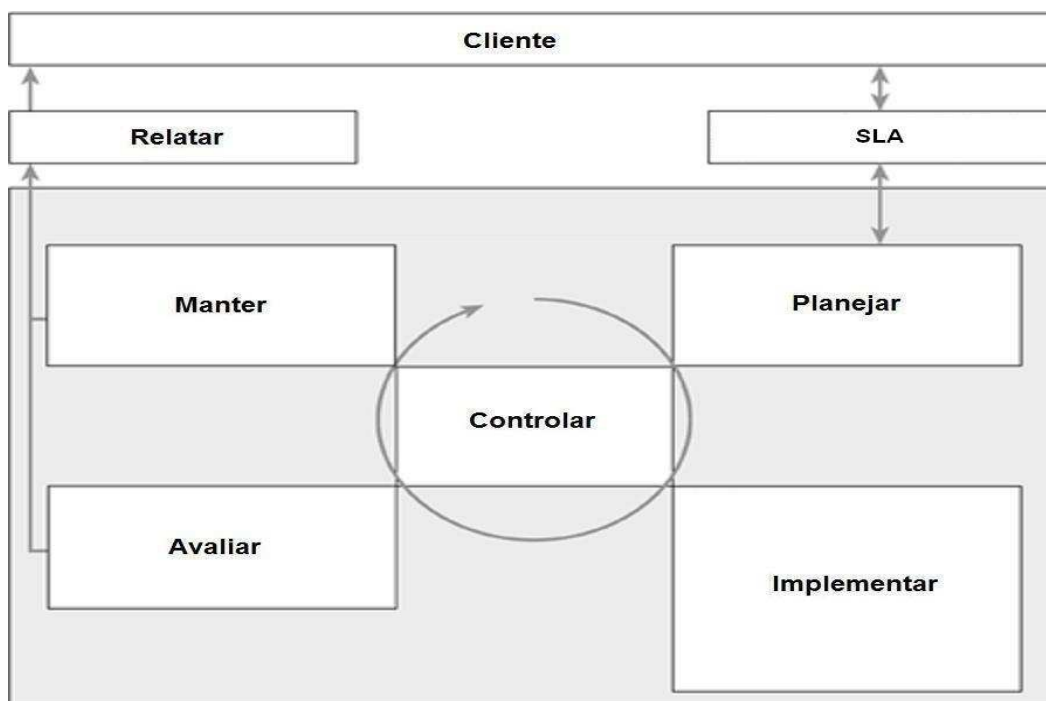 Cliente
Relatar
SLA
Manter
Planejar
Controlar
Avaliar
Implementar